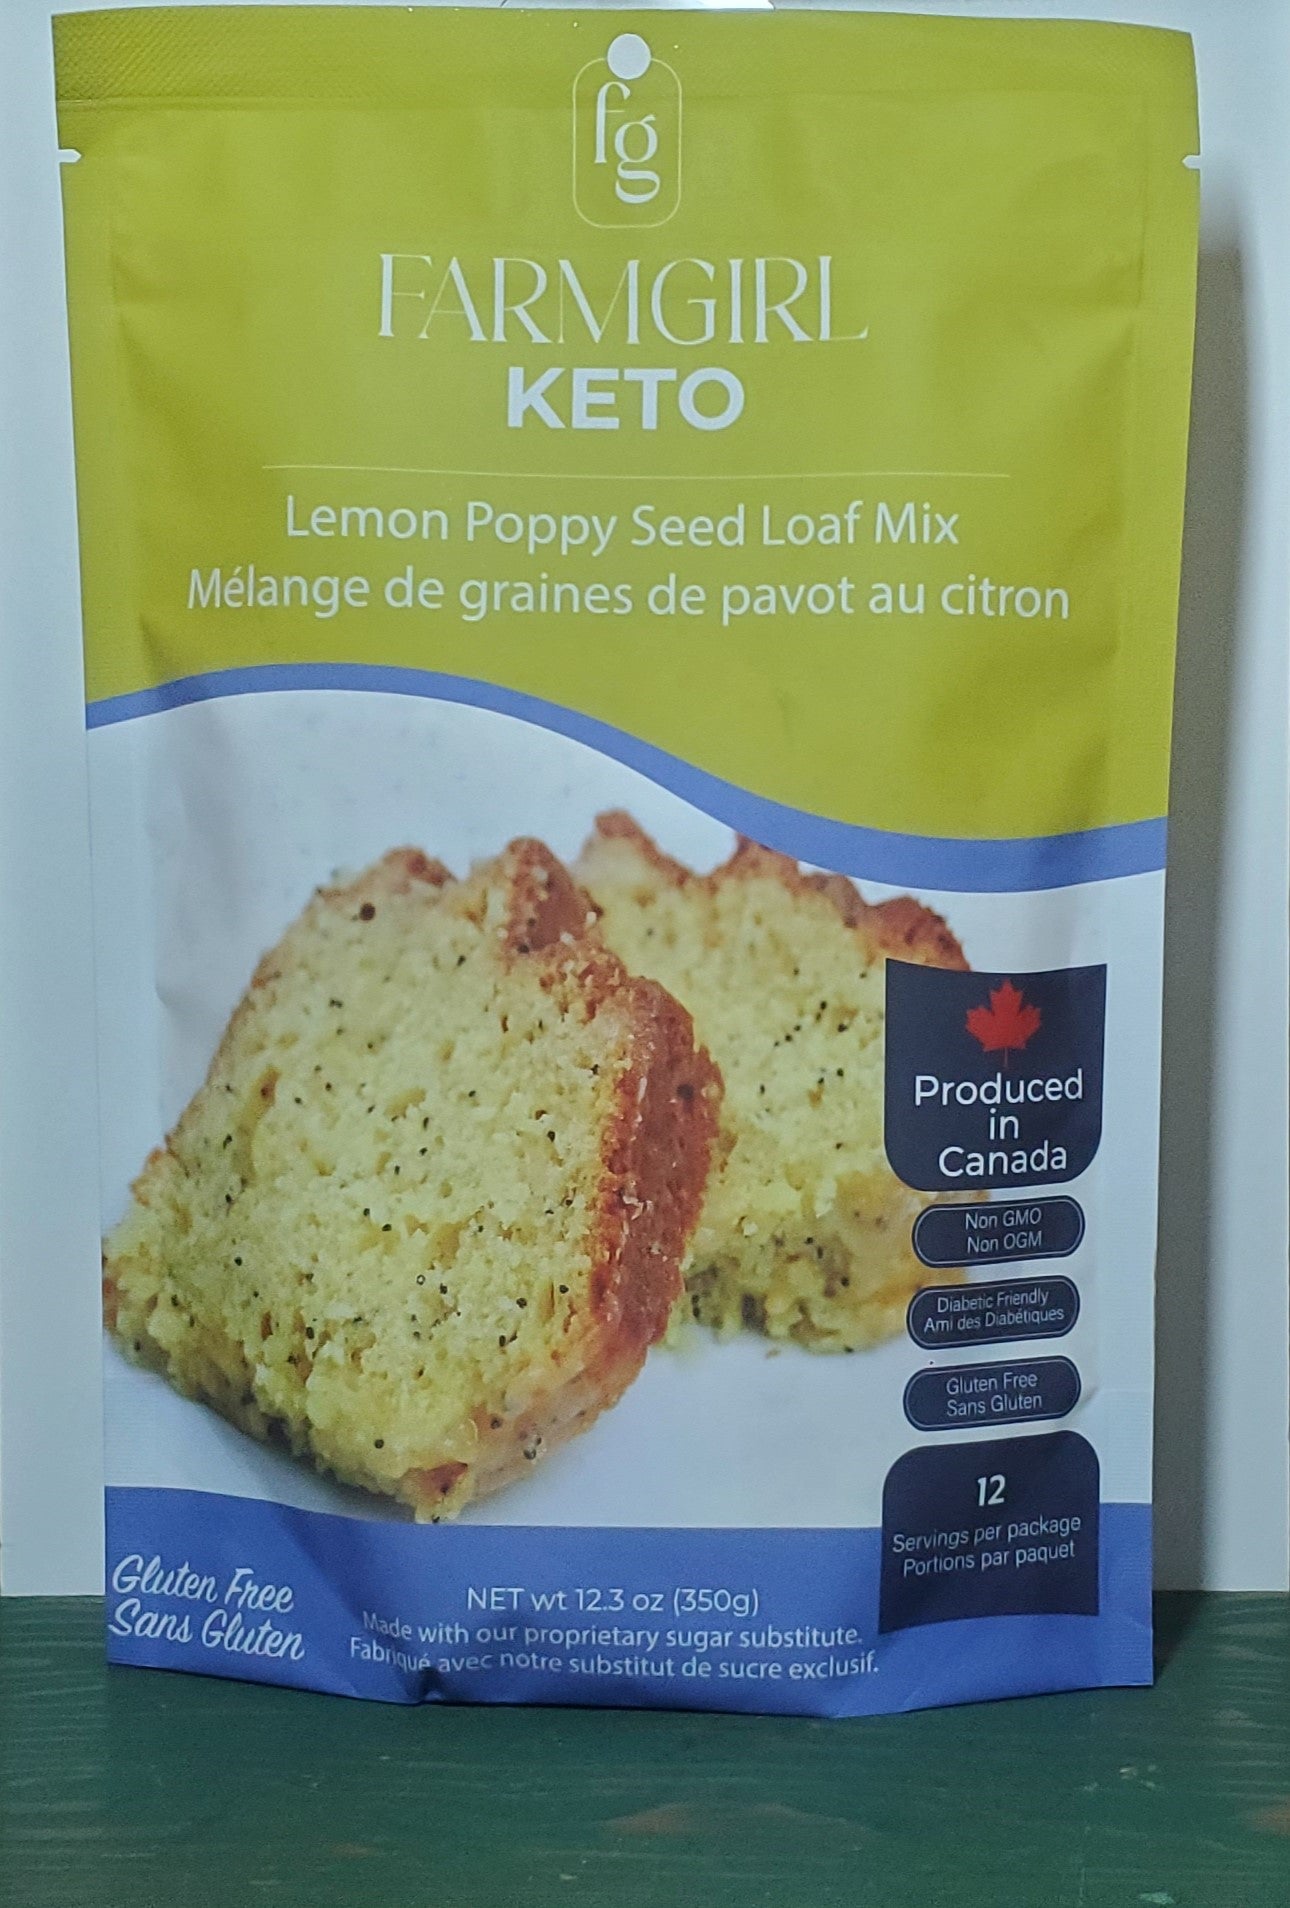 fg
FARMGIRL
KETO
Lemon Poppy Seed Loaf Mix
Mélange de graines de pavot au citron
Produced
in
Canada
Non GMO
Non OGM
Diabetic Friendly
Ami des Diabétiques
Gluten Free
Sans Gluten
12
Servings per package
Portions par paquet
Gluten Free
Sans Gluten
NET wt 12.3 oz (350g)
Made with our proprietary sugar substitute.
Fabriqué avec notre substitut de sucre exclusif.